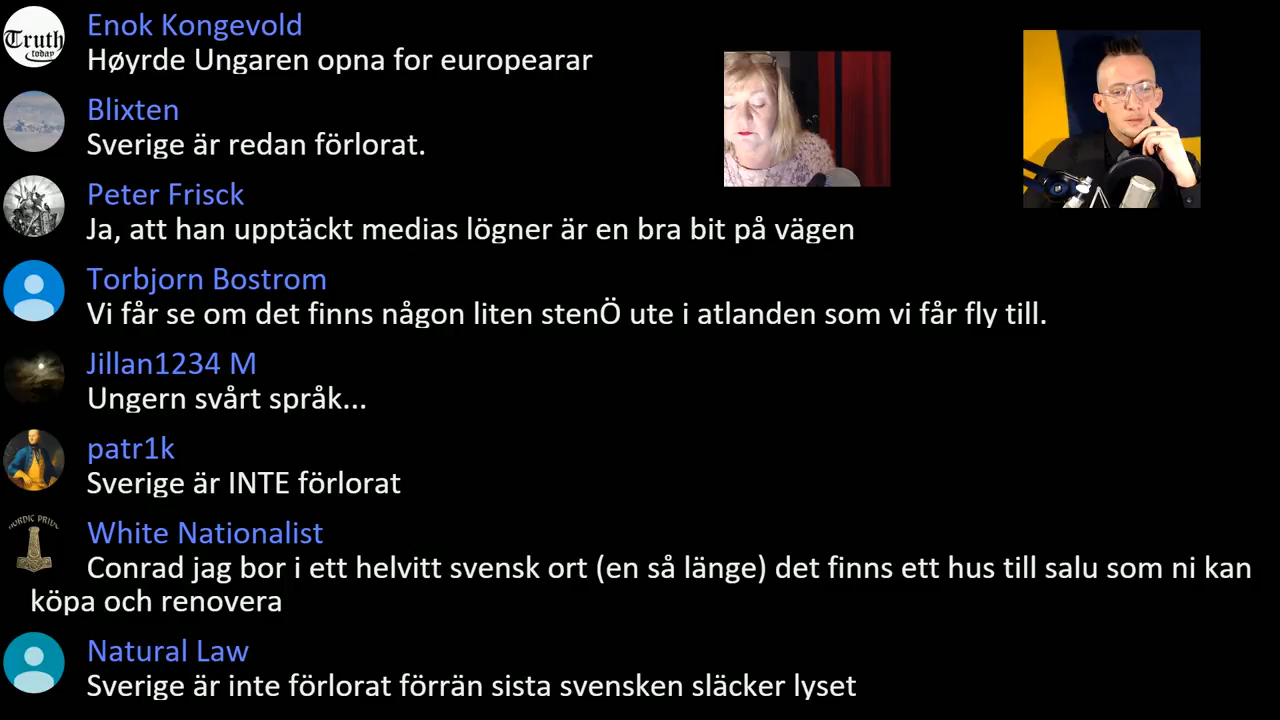 Truth
today
Enok Kongevold
Høyrde Ungaren opna for europearar
Blixten
Sverige är redan förlorat.
Peter Frisck
Ja, att han upptäckt medias lögner är en bra bit på vägen
Torbjorn Bostrom
Vi får se om det finns någon liten stenÖ ute i atlanden som vi får fly till.
Jillan1234 M
Ungern svårt språk...
patr1k
Sverige är INTE förlorat
NORDIC PRIDE
White Nationalist
Conrad jag bor i ett helvitt svensk ort (en så länge) det finns ett hus till salu som ni kan
köpa och renovera
Natural Law
Sverige är inte förlorat förrän sista svensken släcker lyset